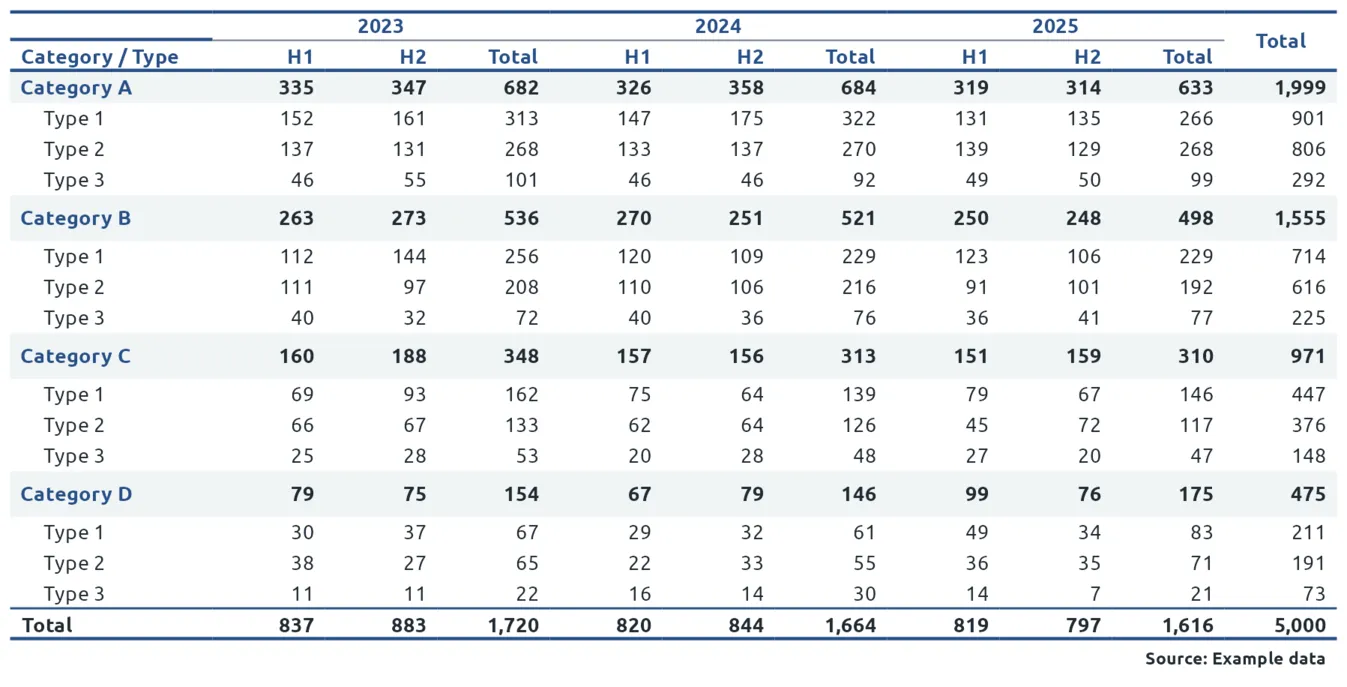 2023 2024 2025 Total
Category / Type H1 H2 Total H1 H2 Total H1 H2 Total
Category A 335 347 682 326 358 684 319 314 633 1,999
Type 1 152 161 313 147 175 322 131 135 266 901
Type 2 137 131 268 133 137 270 139 129 268 806
Type 3 46 55 101 46 46 92 49 50 99 292
Category B 263 273 536 270 251 521 250 248 498 1,555
Type 1 112 144 256 120 109 229 123 106 229 714
Type 2 111 97 208 110 106 216 91 101 192 616
Type 3 40 32 72 40 36 76 36 41 77 225
Category C 160 188 348 157 156 313 151 159 310 971
Type 1 69 93 162 75 64 139 79 67 146 447
Type 2 66 67 133 62 64 126 45 72 117 376
Type 3 25 28 53 20 28 48 27 20 47 148
Category D 79 75 154 67 79 146 99 76 175 475
Type 1 30 37 67 29 32 61 49 34 83 211
Type 2 38 27 65 22 33 55 36 35 71 191
Type 3 11 11 22 16 14 30 14 7 21 73
Total 837 883 1,720 820 844 1,664 819 797 1,616 5,000
Source: Example data